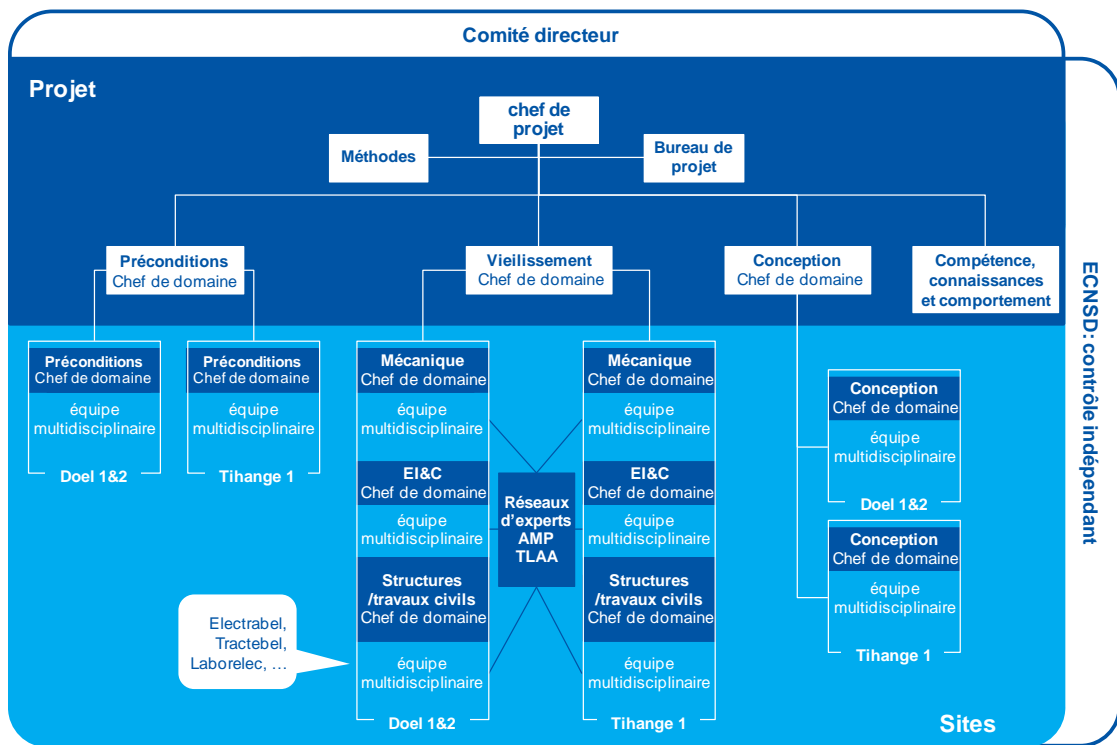 Comité directeur
Projet
chef de
projet
Méthodes
Bureau de
projet
Préconditions
Chef de domaine
Vieilissement
Chef de domaine
Conception
Chef de domaine
Compétence,
connaissances
et comportement
ECNSD: contrôle indépendant
Préconditions
Chef de domaine
équipe
multidisciplinaire
Doel 1&2
Préconditions
Chef de domaine
équipe
multidisciplinaire
Tihange 1
Mécanique
Chef de domaine
équipe
multidisciplinaire
EI&C
Chef de domaine
équipe
multidisciplinaire
Structures
/travaux civils
Chef de domaine
équipe
multidisciplinaire
Doel 1&2
Electrabel,
Tractebel,
Laborelec, …
Réseaux
d'experts
AMP
TLAA
Mécanique
Chef de domaine
équipe
multidisciplinaire
EI&C
Chef de domaine
équipe
multidisciplinaire
Structures
/travaux civils
Chef de domaine
équipe
multidisciplinaire
Tihange 1
Conception
Chef de domaine
équipe
multidisciplinaire
Doel 1&2
Conception
Chef de domaine
équipe
multidisciplinaire
Tihange 1
Sites